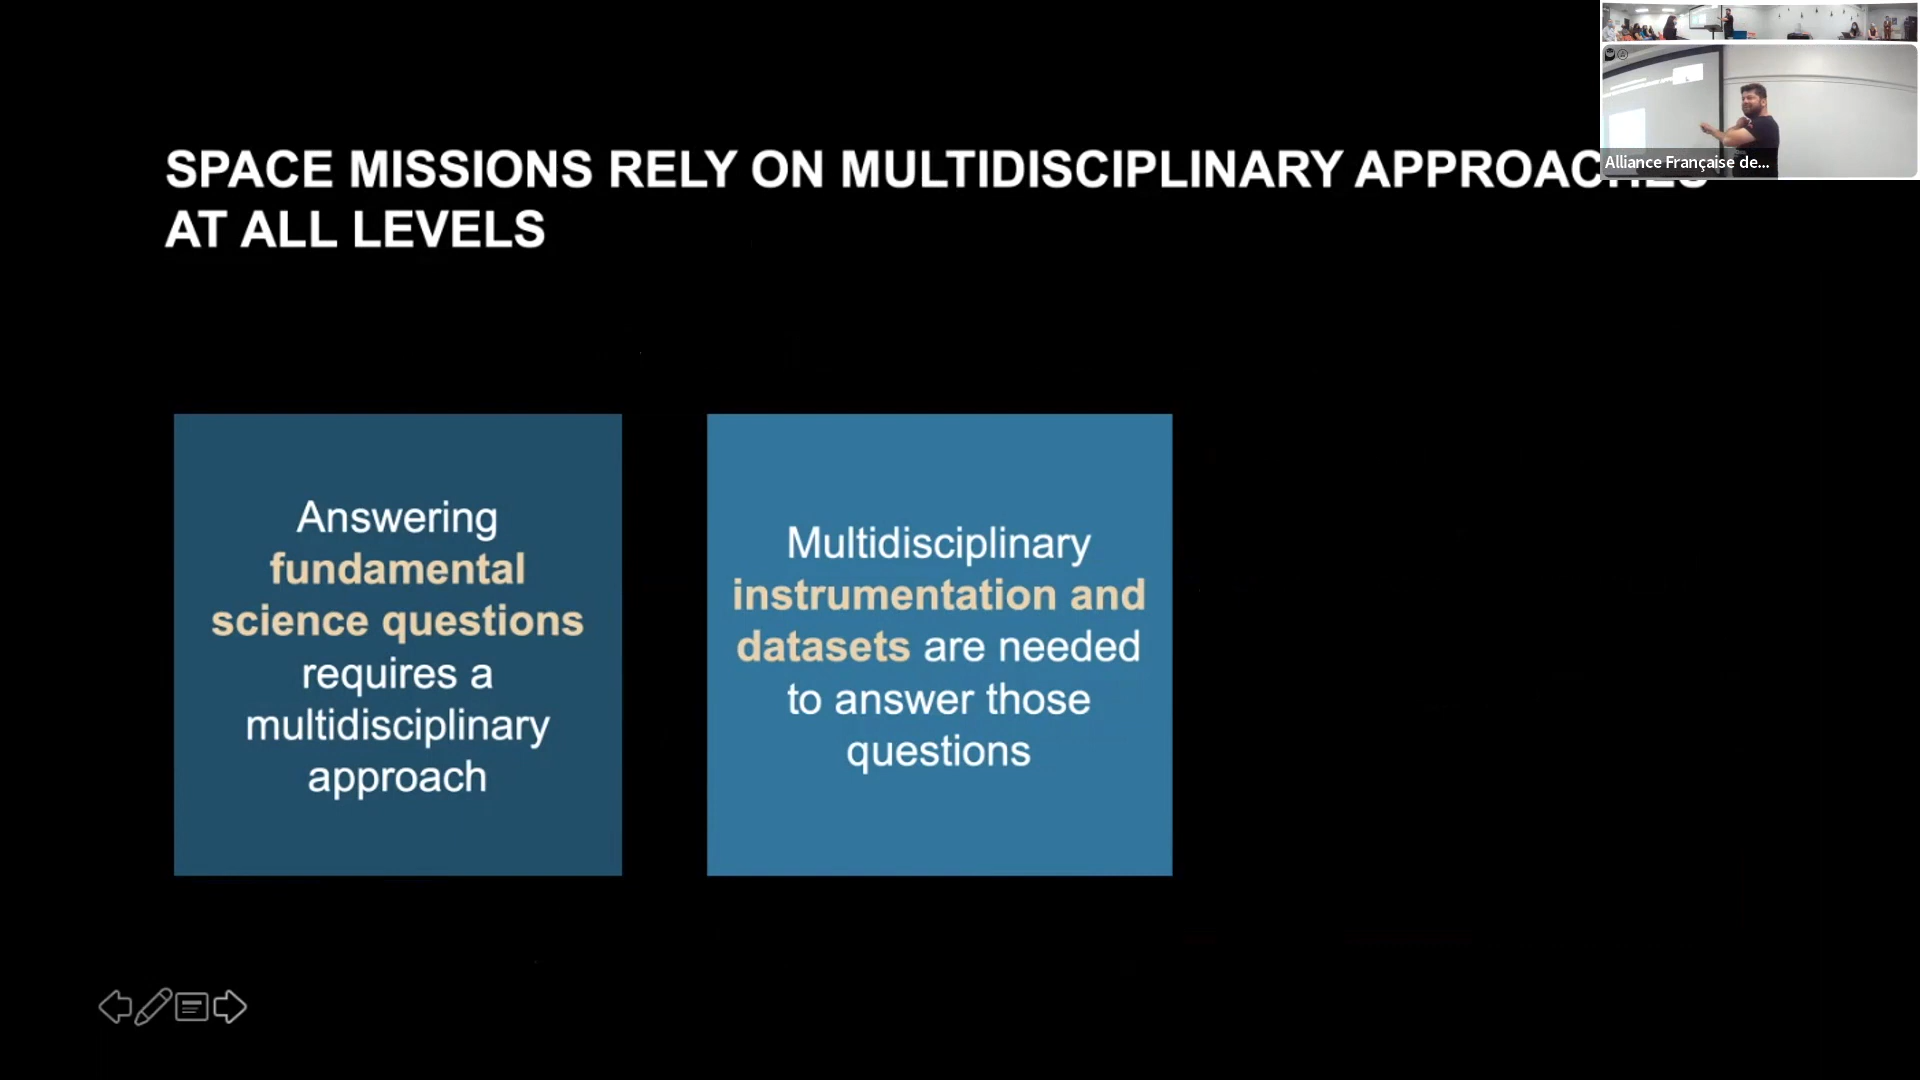 SPACE MISSIONS RELY ON MULTIDISCIPLINARY APPROACHES
AT ALL LEVELS
Alliance Française de...
Answering
fundamental
science questions
requires a
multidisciplinary
approach
Multidisciplinary
instrumentation and
datasets are needed
to answer those
questions